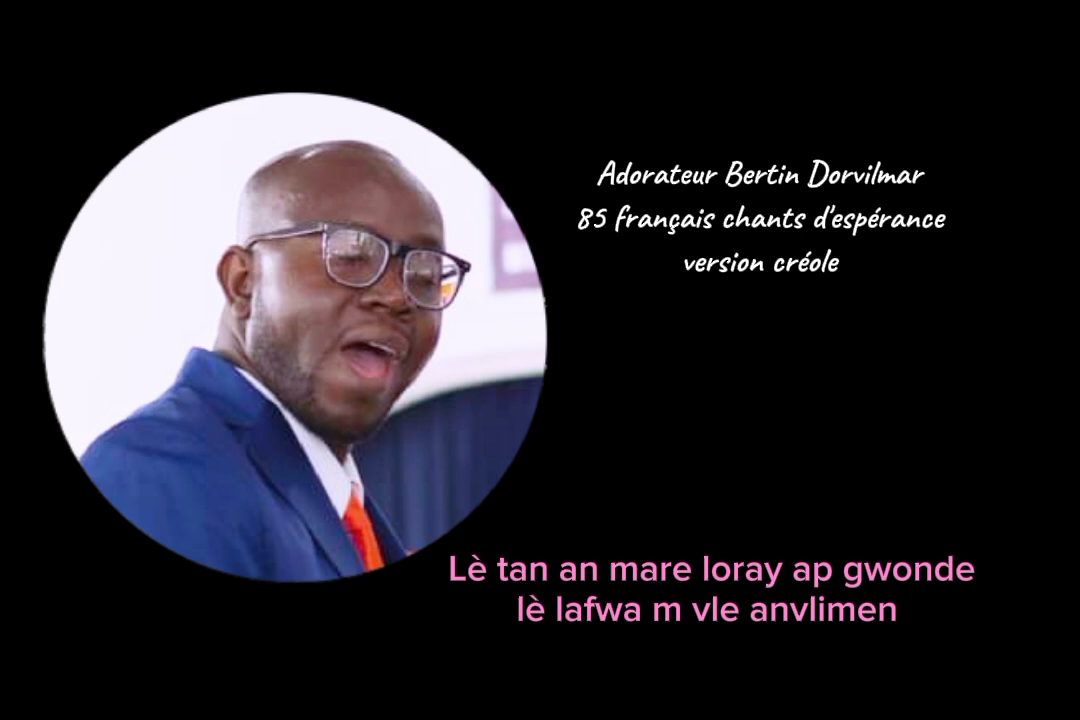 Adorateur Bertin Dorvilmar
85 français chants d'espérance
version créole
Lè tan an mare loray ap gwonde
lè lafwa m vle anvlimen